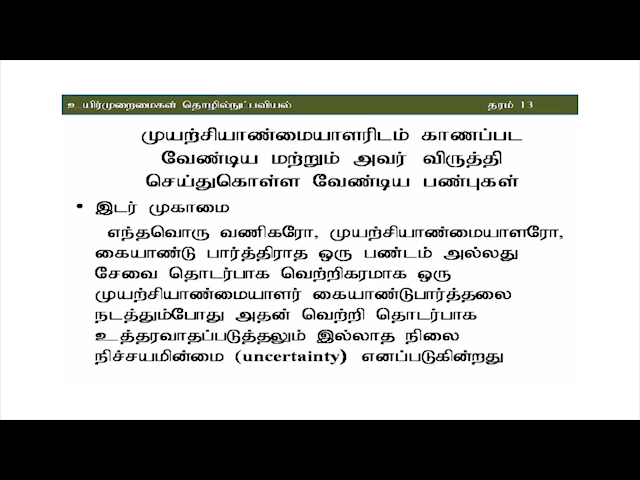 உயிர்முறைமைகள் தொழில்நுட்பவியல் தரம் 13
முயற்சியாண்மையாளரிடம் காணப்பட
வேண்டிய மற்றும் அவர் விருத்தி
செய்துகொள்ள வேண்டிய பண்புகள்
• இடர் முகாமை
எந்தவொரு வணிகரோ, முயற்சியாண்மையாளரோ,
கையாண்டு பார்த்திராத ஒரு பண்டம் அல்லது
சேவை தொடர்பாக வெற்றிகரமாக ஒரு
முயற்சியாண்மையாளர் கையாண்டுபார்த்தலை
நடத்தும்போது அதன் வெற்றி தொடர்பாக
உத்தரவாதப்படுத்தலும் இல்லாத நிலை
நிச்சயமின்மை (uncertainty) எனப்படுகின்றது